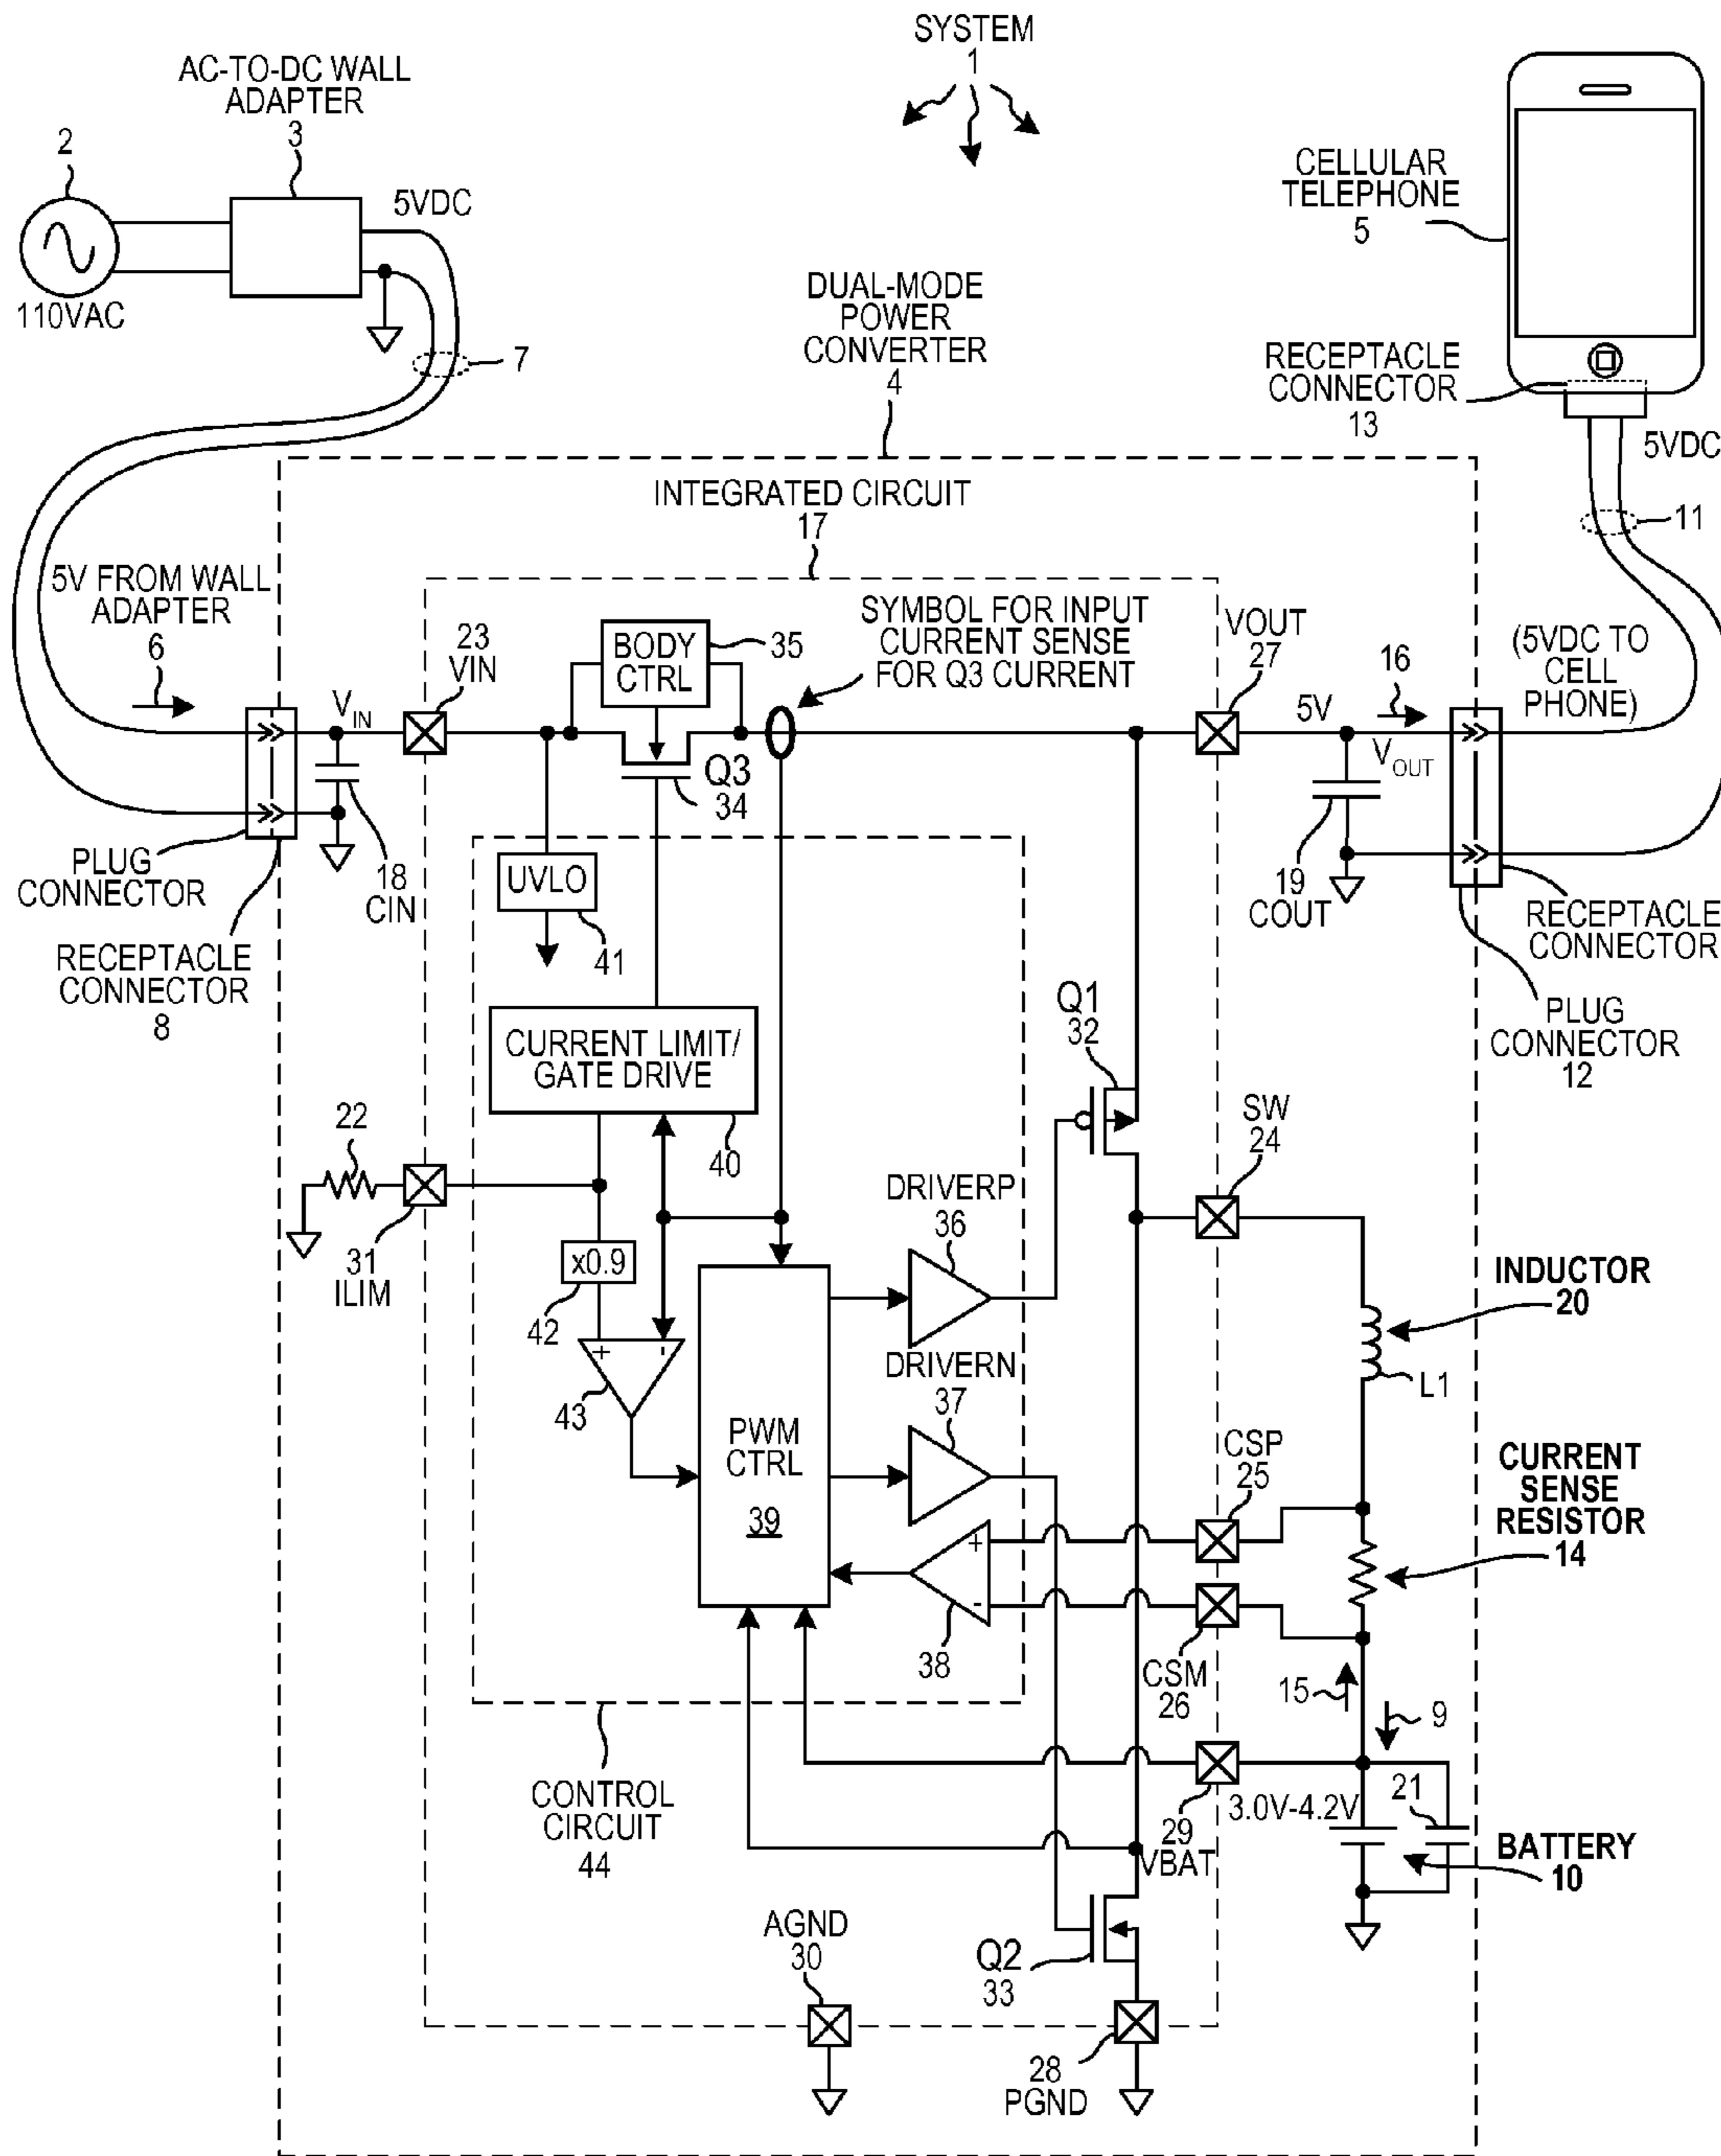 SYSTEM
1
AC-TO-DC WALL
ADAPTER
3
2
5VDC
110VAC
7
CELLULAR
TELEPHONE
5
DUAL-MODE
POWER
CONVERTER
4
RECEPTACLE
CONNECTOR
13
5VDC
11
INTEGRATED CIRCUIT
17
5V FROM WALL
ADAPTER
6
23
VIN
BODY
CTRL
35
SYMBOL FOR INPUT
CURRENT SENSE
FOR Q3 CURRENT
VOUT
27
(5VDC TO
CELL
PHONE)
16
5V
VIN
VOUT
Q3
34
PLUG
CONNECTOR
18
CIN
UVLO
41
19
COUT
RECEPTACLE
CONNECTOR
RECEPTACLE
CONNECTOR
8
PLUG
CONNECTOR
12
CURRENT LIMIT/
GATE DRIVE
40
Q1
32
SW
24
22
31
ILIM
x0.9
42
DRIVERP
36
INDUCTOR
20
L1
+ -
43
DRIVERN
37
PWM
CTRL
39
CSP
25
CURRENT
SENSE
RESISTOR
14
+
-
38
CSM
26
15
9
CONTROL
CIRCUIT
44
29
VBAT
3.0V-4.2V
21
BATTERY
10
AGND
30
Q2
33
28
PGND